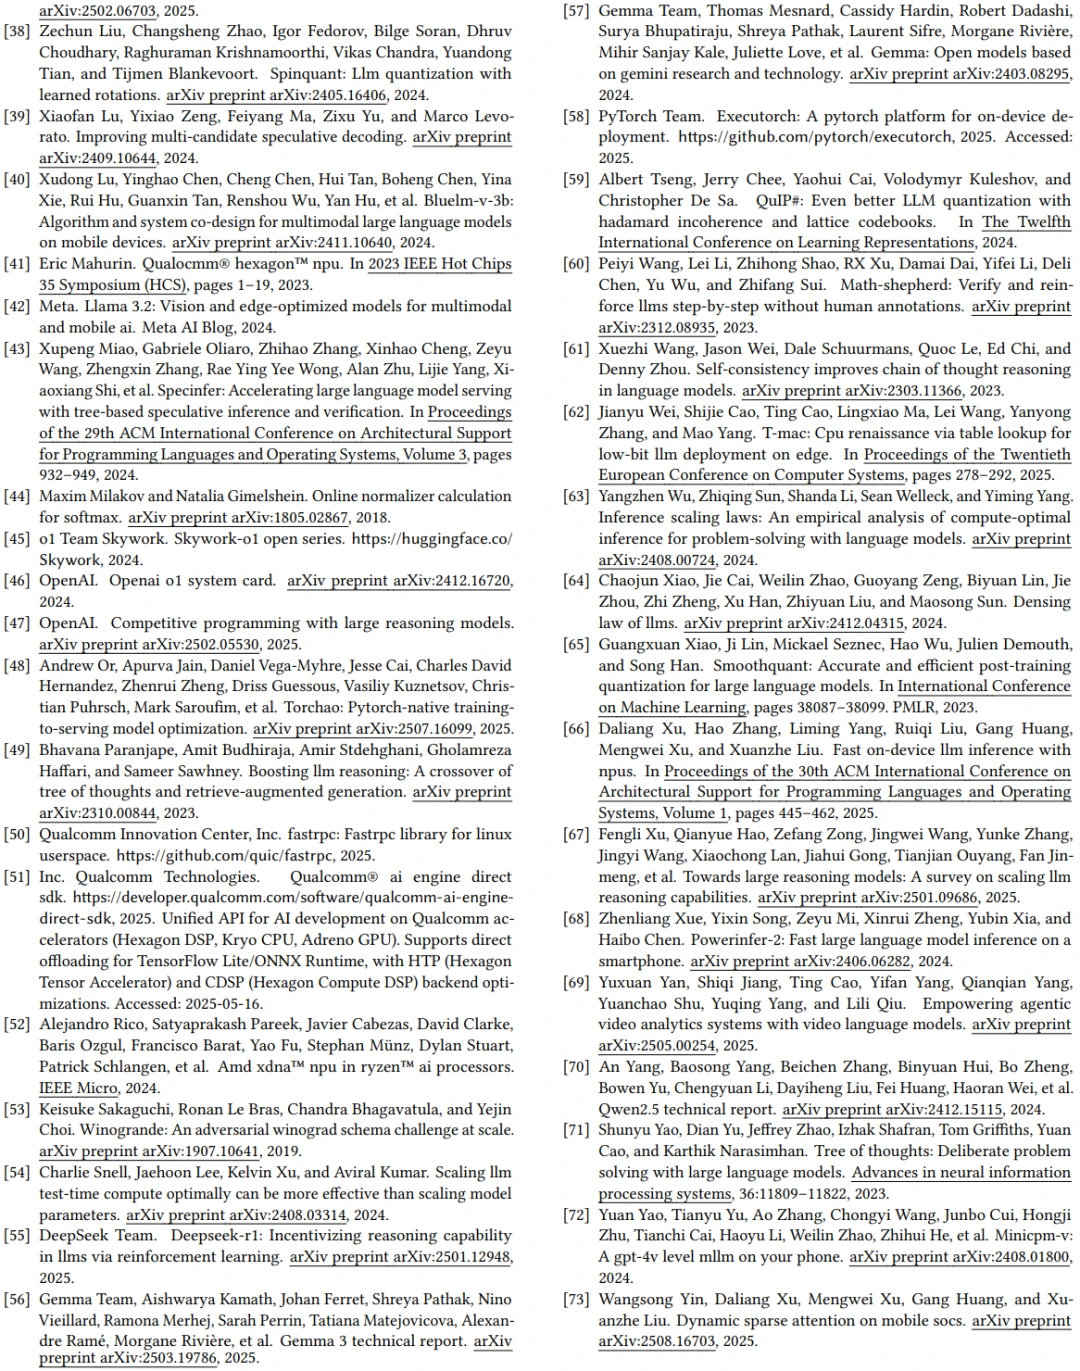 arXiv:2502.06703, 2025.
[38] Zechun Liu, Changsheng Zhao, Igor Fedorov, Bilge Soran, Dhruv
Choudhary, Raghuraman Krishnamoorthi, Vikas Chandra, Yuandong
Tian, and Tijmen Blankevoort. Spinquant: Llm quantization with
learned rotations. arXiv preprint arXiv:2405.16406, 2024.
[39] Xiaofan Lu, Yixiao Zeng, Feiyang Ma, Zixu Yu, and Marco Levo-
rato. Improving multi-candidate speculative decoding. arXiv preprint
arXiv:2409.10644, 2024.
[40] Xudong Lu, Yinghao Chen, Cheng Chen, Hui Tan, Boheng Chen, Yina
Xie, Rui Hu, Guanxin Tan, Renshou Wu, Yan Hu, et al. Bluelm-v-3b:
Algorithm and system co-design for multimodal large language models
on mobile devices. arXiv preprint arXiv:2411.10640, 2024.
[41] Eric Mahurin. Qualocmm® hexagon™ npu. In 2023 IEEE Hot Chips
35 Symposium (HCS), pages 1–19, 2023.
[42] Meta. Llama 3.2: Vision and edge-optimized models for multimodal
and mobile ai. Meta AI Blog, 2024.
[43] Xupeng Miao, Gabriele Oliaro, Zhihao Zhang, Xinhao Cheng, Zeyu
Wang, Zhengxin Zhang, Rae Ying Yee Wong, Alan Zhu, Lijie Yang, Xi-
aoxiang Shi, et al. Specinfer: Accelerating large language model serving
with tree-based speculative inference and verification. In Proceedings
of the 29th ACM International Conference on Architectural Support
for Programming Languages and Operating Systems, Volume 3, pages
932–949, 2024.
[44] Maxim Milakov and Natalia Gimelshein. Online normalizer calculation
for softmax. arXiv preprint arXiv:1805.02867, 2018.
[45] o1 Team Skywork. Skywork-o1 open series. https://huggingface.co/
Skywork, 2024.
[46] OpenAI. Openai o1 system card. arXiv preprint arXiv:2412.16720,
2024.
[47] OpenAI. Competitive programming with large reasoning models.
arXiv preprint arXiv:2502.05530, 2025.
[48] Andrew Or, Apurva Jain, Daniel Vega-Myhre, Jesse Cai, Charles David
Hernandez, Zhenrui Zheng, Driss Guessous, Vasiliy Kuznetsov, Chris-
tian Puhrsch, Mark Saroufim, et al. Torchao: Pytorch-native training-
to-serving model optimization. arXiv preprint arXiv:2507.16099, 2025.
[49] Bhavana Paranjape, Amit Budhiraja, Amir Stdehghani, Gholamreza
Haffari, and Sameer Sawhney. Boosting llm reasoning: A crossover of
tree of thoughts and retrieve-augmented generation. arXiv preprint
arXiv:2310.00844, 2023.
[50] Qualcomm Innovation Center, Inc. fastrpc: Fastrpc library for linux
userspace. https://github.com/quic/fastrpc, 2025.
[51] Inc. Qualcomm Technologies. Qualcomm® ai engine direct
sdk. https://developer.qualcomm.com/software/qualcomm-ai-engine-
direct-sdk, 2025. Unified API for AI development on Qualcomm ac-
celerators (Hexagon DSP, Kryo CPU, Adreno GPU). Supports direct
offloading for TensorFlow Lite/ONNX Runtime, with HTP (Hexagon
Tensor Accelerator) and CDSP (Hexagon Compute DSP) backend opti-
mizations. Accessed: 2025-05-16.
[52] Alejandro Rico, Satyaprakash Pareek, Javier Cabezas, David Clarke,
Baris Ozgul, Francisco Barat, Yao Fu, Stephan Münz, Dylan Stuart,
Patrick Schlangen, et al. Amd xdna™ npu in ryzen™ ai processors.
IEEE Micro, 2024.
[53] Keisuke Sakaguchi, Ronan Le Bras, Chandra Bhagavatula, and Yejin
Choi. Winogrande: An adversarial winograd schema challenge at scale.
arXiv preprint arXiv:1907.10641, 2019.
[54] Charlie Snell, Jaehoon Lee, Kelvin Xu, and Aviral Kumar. Scaling llm
test-time compute optimally can be more effective than scaling model
parameters. arXiv preprint arXiv:2408.03314, 2024.
[55] DeepSeek Team. Deepseek-r1: Incentivizing reasoning capability
in llms via reinforcement learning. arXiv preprint arXiv:2501.12948,
2025.
[56] Gemma Team, Aishwarya Kamath, Johan Ferret, Shreya Pathak, Nino
Vieillard, Ramona Merhej, Sarah Perrin, Tatiana Matejovicova, Alexan-
dre Ramé, Morgane Rivière, et al. Gemma 3 technical report. arXiv
preprint arXiv:2503.19786, 2025.
[57] Gemma Team, Thomas Mesnard, Cassidy Hardin, Robert Dadashi,
Surya Bhupatiraju, Shreya Pathak, Laurent Sifre, Morgane Rivière,
Mihir Sanjay Kale, Juliette Love, et al. Gemma: Open models based
on gemini research and technology. arXiv preprint arXiv:2403.08295,
2024.
[58] PyTorch Team. Executorch: A pytorch platform for on-device de-
ployment. https://github.com/pytorch/executorch, 2025. Accessed:
2025.
[59] Albert Tseng, Jerry Chee, Yaohui Cai, Volodymyr Kuleshov, and
Christopher De Sa. QuIP#: Even better LLM quantization with
hadamard incoherence and lattice codebooks. In The Twelfth
International Conference on Learning Representations, 2024.
[60] Peiyi Wang, Lei Li, Zhihong Shao, RX Xu, Damai Dai, Yifei Li, Deli
Chen, Yu Wu, and Zhifang Sui. Math-shepherd: Verify and rein-
force llms step-by-step without human annotations. arXiv preprint
arXiv:2312.08935, 2023.
[61] Xuezhi Wang, Jason Wei, Dale Schuurmans, Quoc Le, Ed Chi, and
Denny Zhou. Self-consistency improves chain of thought reasoning
in language models. arXiv preprint arXiv:2303.11366, 2023.
[62] Jianyu Wei, Shijie Cao, Ting Cao, Lingxiao Ma, Lei Wang, Yanyong
Zhang, and Mao Yang. T-mac: Cpu renaissance via table lookup for
low-bit llm deployment on edge. In Proceedings of the Twentieth
European Conference on Computer Systems, pages 278–292, 2025.
[63] Yangzhen Wu, Zhiqing Sun, Shanda Li, Sean Welleck, and Yiming Yang.
Inference scaling laws: An empirical analysis of compute-optimal
inference for problem-solving with language models. arXiv preprint
arXiv:2408.00724, 2024.
[64] Chaojun Xiao, Jie Cai, Weilin Zhao, Guoyang Zeng, Biyuan Lin, Jie
Zhou, Zhi Zheng, Xu Han, Zhiyuan Liu, and Maosong Sun. Densing
law of llms. arXiv preprint arXiv:2412.04315, 2024.
[65] Guangxuan Xiao, Ji Lin, Mickael Seznec, Hao Wu, Julien Demouth,
and Song Han. Smoothquant: Accurate and efficient post-training
quantization for large language models. In International Conference
on Machine Learning, pages 38087–38099. PMLR, 2023.
[66] Daliang Xu, Hao Zhang, Liming Yang, Ruiqi Liu, Gang Huang,
Mengwei Xu, and Xuanzhe Liu. Fast on-device llm inference with
npus. In Proceedings of the 30th ACM International Conference on
Architectural Support for Programming Languages and Operating
Systems, Volume 1, pages 445–462, 2025.
[67] Fengli Xu, Qianyue Hao, Zefang Zong, Jingwei Wang, Yunke Zhang,
Jingyi Wang, Xiaochong Lan, Jiahui Gong, Tianjian Ouyang, Fan Jin-
meng, et al. Towards large reasoning models: A survey on scaling llm
reasoning capabilities. arXiv preprint arXiv:2501.09686, 2025.
[68] Zhenliang Xue, Yixin Song, Zeyu Mi, Xinrui Zheng, Yubin Xia, and
Haibo Chen. Powerinfer-2: Fast large language model inference on a
smartphone. arXiv preprint arXiv:2406.06282, 2024.
[69] Yuxuan Yan, Shiqi Jiang, Ting Cao, Yifan Yang, Qianqian Yang,
Yuanchao Shu, Yuqing Yang, and Lili Qiu. Empowering agentic
video analytics systems with video language models. arXiv preprint
arXiv:2505.00254, 2025.
[70] An Yang, Baosong Yang, Beichen Zhang, Binyuan Hui, Bo Zheng,
Bowen Yu, Chengyuan Li, Dayiheng Liu, Fei Huang, Haoran Wei, et al.
Qwen2.5 technical report. arXiv preprint arXiv:2412.15115, 2024.
[71] Shunyu Yao, Dian Yu, Jeffrey Zhao, Izhak Shafran, Tom Griffiths, Yuan
Cao, and Karthik Narasimhan. Tree of thoughts: Deliberate problem
solving with large language models. Advances in neural information
processing systems, 36:11809–11822, 2023.
[72] Yuan Yao, Tianyu Yu, Ao Zhang, Chongyi Wang, Junbo Cui, Hongji
Zhu, Tianchi Cai, Haoyu Li, Weilin Zhao, Zhihui He, et al. Minicpm-v:
A gpt-4v level mllm on your phone. arXiv preprint arXiv:2408.01800,
2024.
[73] Wangsong Yin, Daliang Xu, Mengwei Xu, Gang Huang, and Xu-
anzhe Liu. Dynamic sparse attention on mobile socs. arXiv preprint
arXiv:2508.16703, 2025.